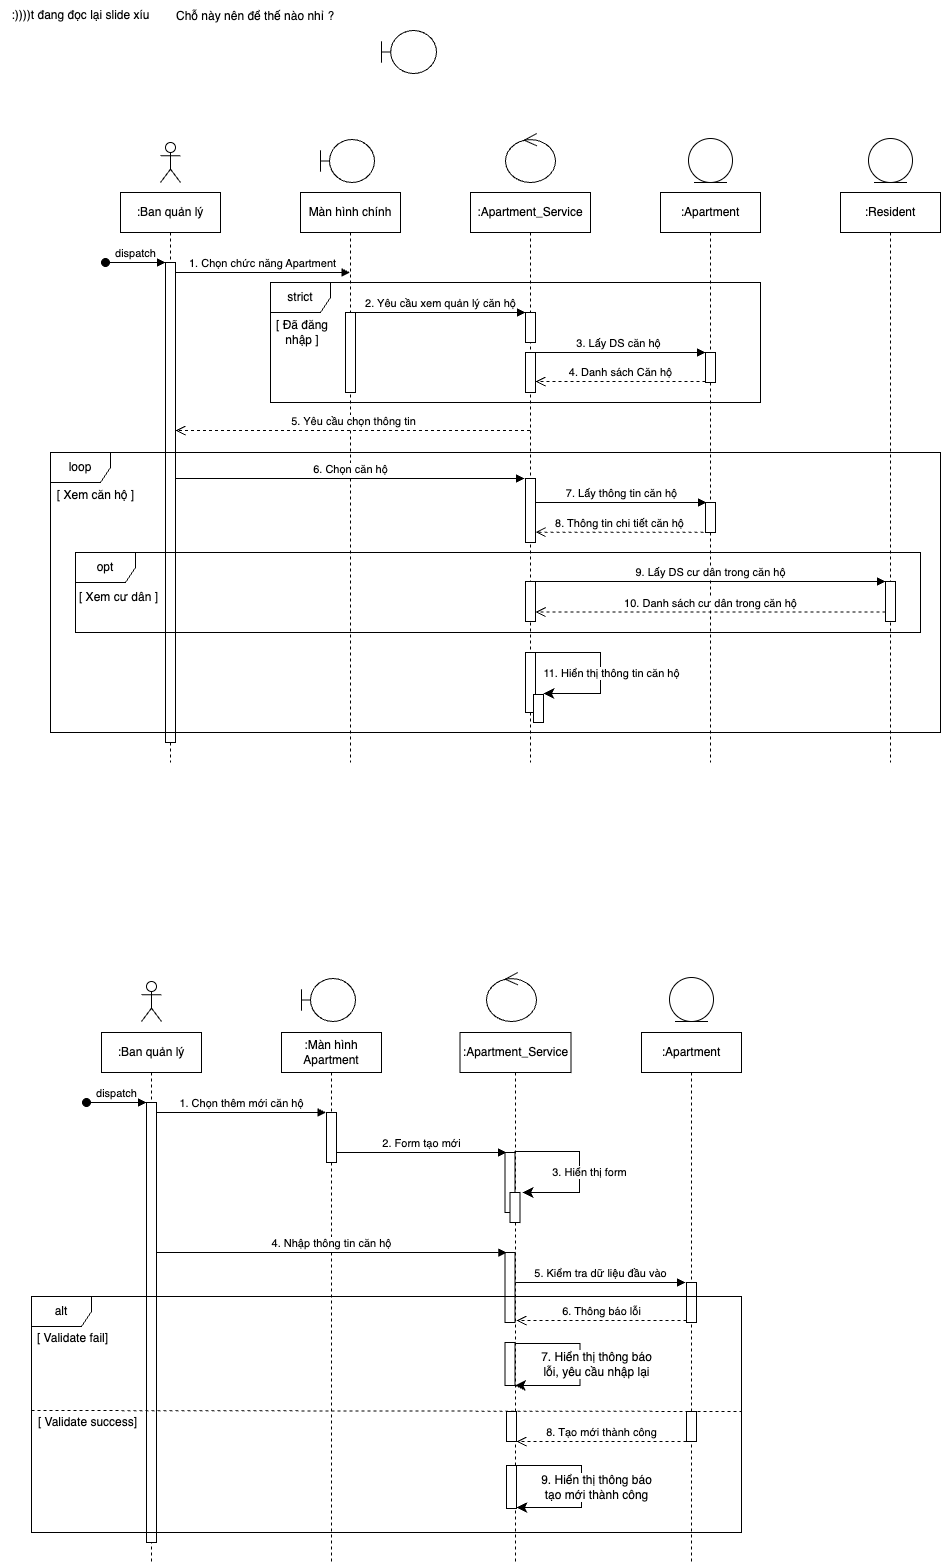 :))))t đang đọc lại slide xíu
Chỗ này nên để thế nào nhỉ ?
:Ban quản lý
Màn hình chính
:Apartment_Service
:Apartment
:Resident
dispatch
1. Chọn chức năng Apartment
strict
2. Yêu cầu xem quản lý căn hộ
[ Đã đăng
nhập ]
3. Lấy DS căn hộ
4. Danh sách Căn hộ
5. Yêu cầu chọn thông tin
loop
6. Chọn căn hộ
[ Xem căn hộ ]
7. Lấy thông tin căn hộ
8. Thông tin chi tiết căn hộ
opt
9. Lấy DS cư dân trong căn hộ
[ Xem cư dân ]
10. Danh sách cư dân trong căn hộ
11. Hiển thị thông tin căn hộ
:Ban quản lý
:Màn hình
Apartment
:Apartment_Service
:Apartment
dispatch
1. Chọn thêm mới căn hộ
2. Form tạo mới
3. Hiển thị form
4. Nhập thông tin căn hộ
5. Kiểm tra dữ liệu đầu vào
alt
6. Thông báo lỗi
[ Validate fail]
7. Hiển thị thông báo
lỗi, yêu cầu nhập lại
[ Validate success]
8. Tạo mới thành công
9. Hiển thị thông báo
tạo mới thành công